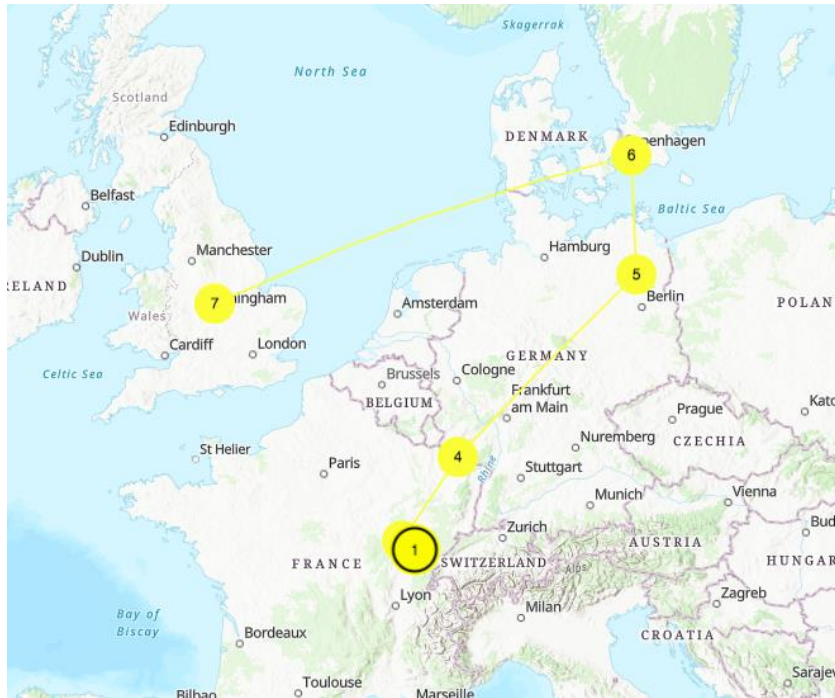 Skagerrak
North Sea
Scotland
Edinburgh
DENMARK
penhagen
6
Belfast
Baltic Sea
Dublin
Manchester
Hamburg
RELAND
5
7
ingham
Berlin
Wales
Amsterdam
POLAN
Cardiff
London
GERMANY
Celtic Sea
Brussels
Cologne
BELGIUM
Frankfurt
am Main
Prague
Kato
CZECHIA
St Helier
4
Nuremberg
Paris
Rhine
Stuttgart
Munich
Vienna
Zurich
Bud
1
AUSTRIA
FRANCE
SWITZERLAND
HUNGAR
Alps
Lyon
Zagreb
Bay of
Biscay
Milan
Bordeaux
CROATIA
Toulouse
Sarajev
Bilbao
Marseille